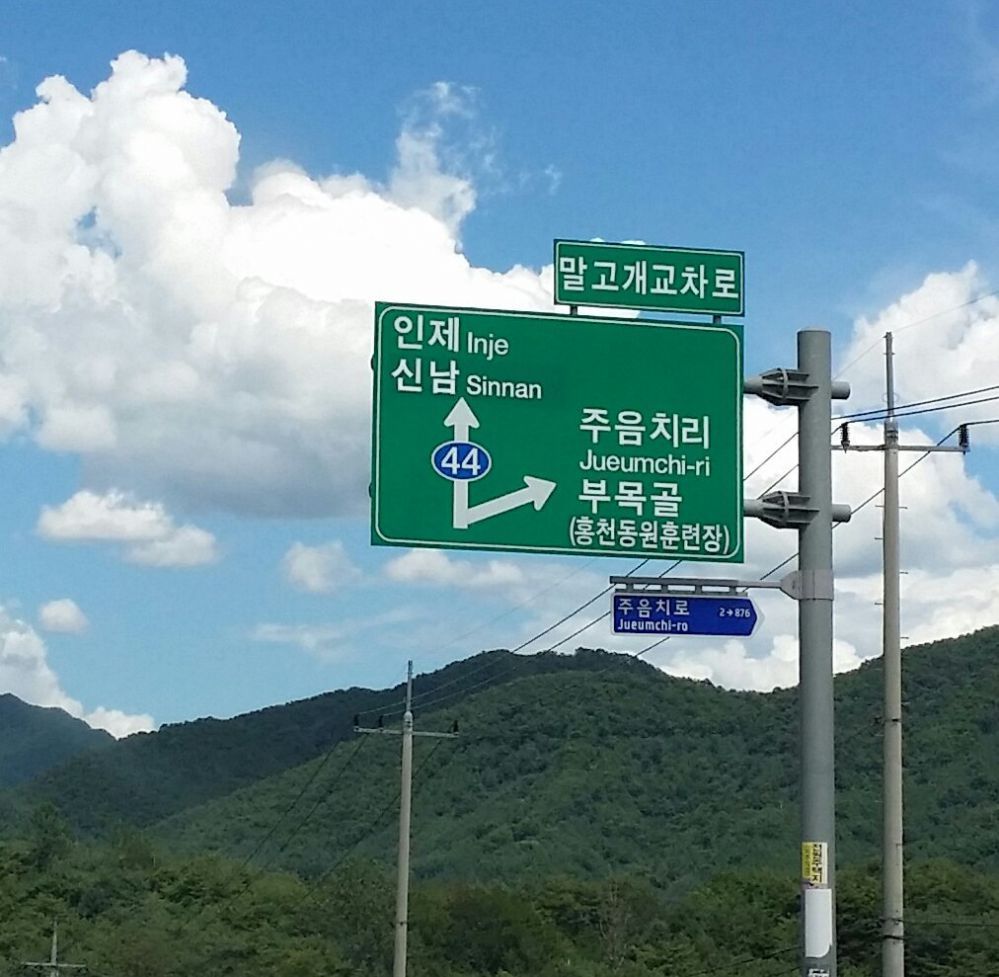 말고개교차로
인제 Inje
신남 Sinnan
44
주음치리
Jueumchi-ri
부목골
(홍천동원훈련장)
주음치로 2→876
Jueumchi-ro